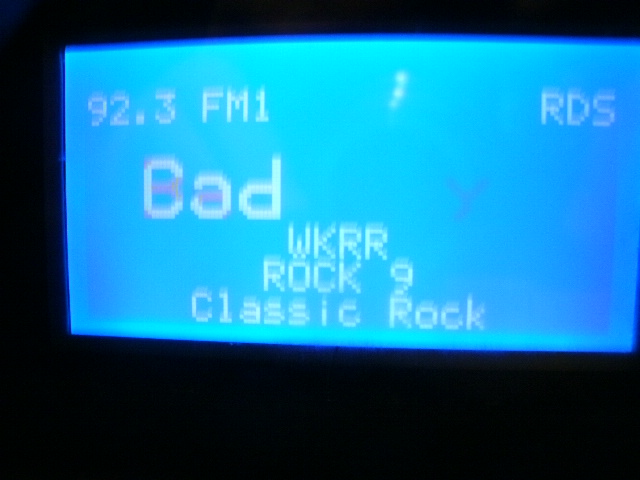 92.3 FM1 RDS
Bad
WKRR
ROCK 9
Classic Rock